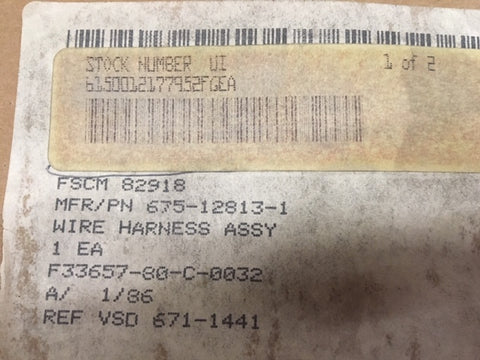 STOCK NUMBER UI 1 of 2
6150012177952FGEA
FSCM 82918
MFR/PN 675-12813-1
WIRE HARNESS ASSY
1 EA
F33657-80-C-0032
A/ 1/86
REF VSD 671-1441